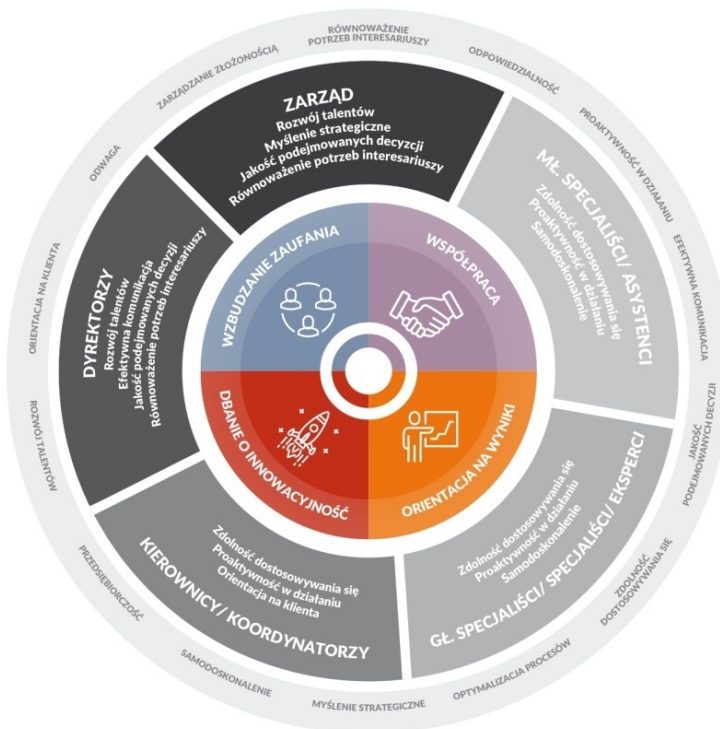 RÓWNOWAŻENIE
POTRZEB INTERESARIUSZY
ODPOWIEDZIALNOŚĆ
PROAKTYWNOŚĆ W DZIAŁANIU
EFEKTYWNA KOMUNIKACJA
JAKOŚĆ
PODEJMOWANYCH DECYZJI
ZDOLNOŚĆ
DOSTOSOWYWANIA SIĘ
OPTYMALIZACJA PROCESÓW
MYŚLENIE STRATEGICZNE
SAMODOSKONALENIE
PRZEDSIĘBIORCZOŚĆ
ROZWÓJ TALENTÓW
ORIENTACJA NA KLIENTA
ODWAGA
ZARZĄDZANIE ZŁOŻONOŚCIĄ
ZARZĄD
Rozwój talentów
Myślenie strategiczne
Jakość podejmowanych decyzcji
Równoważenie potrzeb interesariuszy
MŁ. SPECJALIŚCI/ ASYSTENCI
Zdolność dostosowywania się
Proaktywność w działaniu
Samodoskonalenie
GŁ. SPECJALIŚCI/ SPECJALIŚCI/ EKSPERCI
Zdolność dostosowywania się
Proaktywność w działaniu
Samodoskonalenie
KIEROWNICY/ KOORDYNATORZY
Zdolność dostosowywania się
Proaktywność w działaniu
Orientacja na klienta
DYREKTORZY
Rozwój talentów
Efektywna komunikacja
Jakość podejmowanych decyzji
Równoważenie potrzeb interesariuszy
WZBUDZANIE ZAUFANIA
WSPÓŁPRACA
ORIENTACJA NA WYNIKI
DBANIE O INNOWACYJNOŚĆ